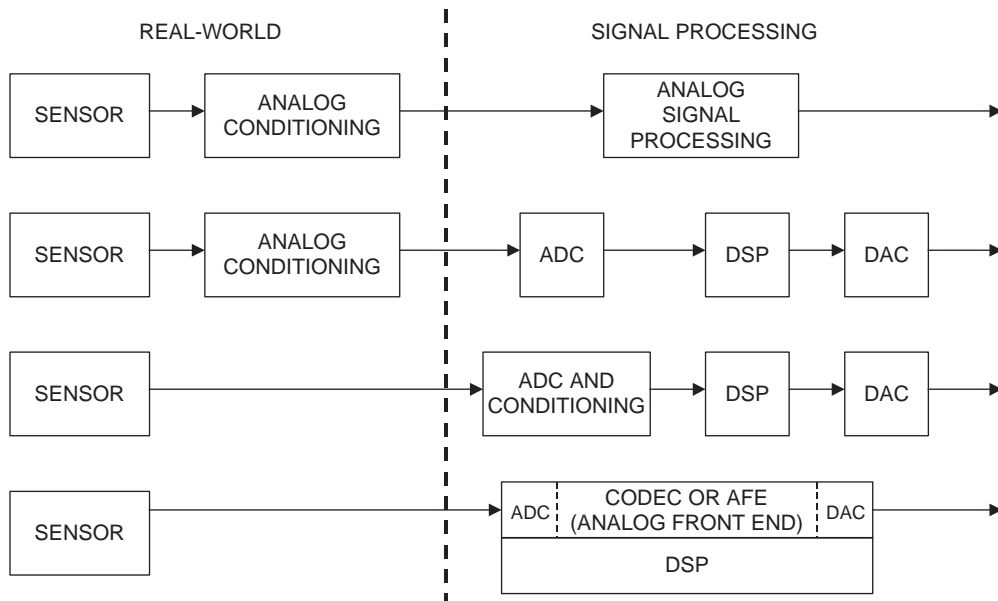 REAL-WORLD
SIGNAL PROCESSING
SENSOR
ANALOG
CONDITIONING
ANALOG
SIGNAL
PROCESSING
SENSOR
ANALOG
CONDITIONING
ADC
DSP
DAC
SENSOR
ADC AND
CONDITIONING
DSP
DAC
SENSOR
ADC
CODEC OR AFE
(ANALOG FRONT END)
DAC
DSP